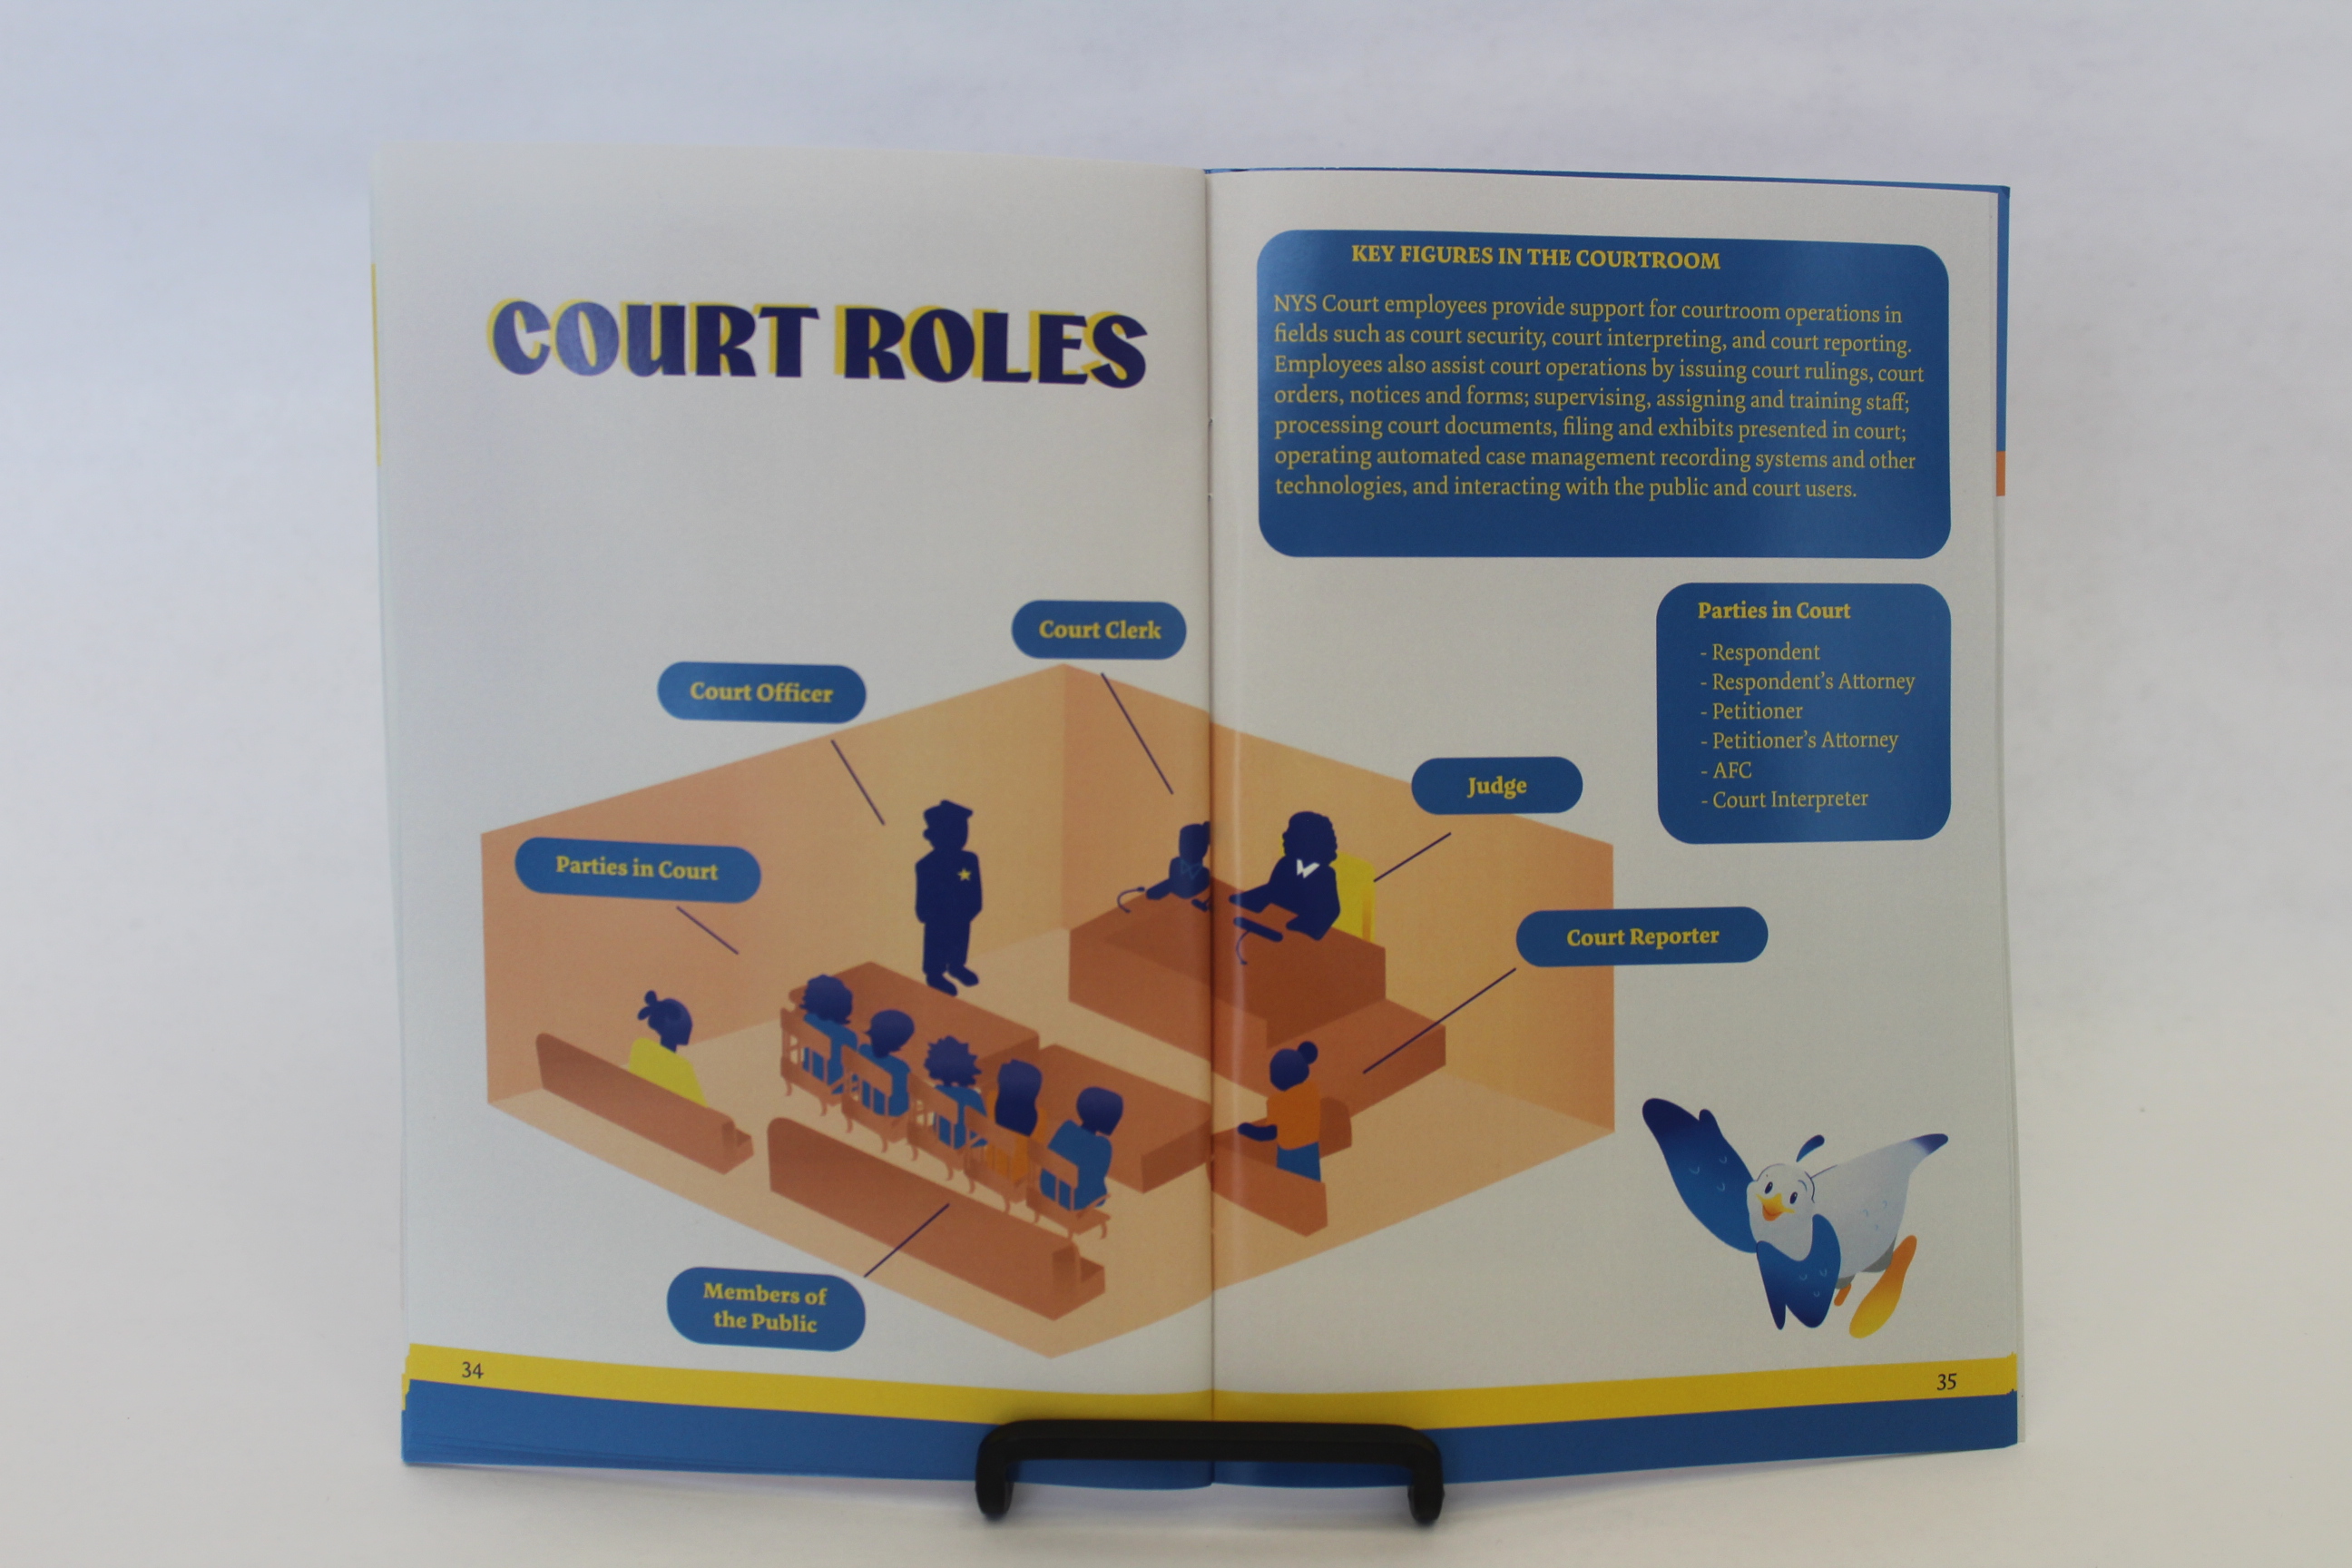 COURT ROLES
Court Clerk
Court Officer
Parties in Court
Members of
the Public
34
KEY FIGURES IN THE COURTROOM
NYS Court employees provide support for courtroom operations in
fields such as court security, court interpreting, and court reporting.
Employees also assist court operations by issuing court rulings, court
orders, notices and forms; supervising, assigning and training staff;
processing court documents, filing and exhibits presented in court;
operating automated case management recording systems and other
technologies, and interacting with the public and court users.
Parties in Court
- Respondent
- Respondent's Attorney
- Petitioner
- Petitioner's Attorney
- AFC
- Court Interpreter
Judge
Court Reporter
35